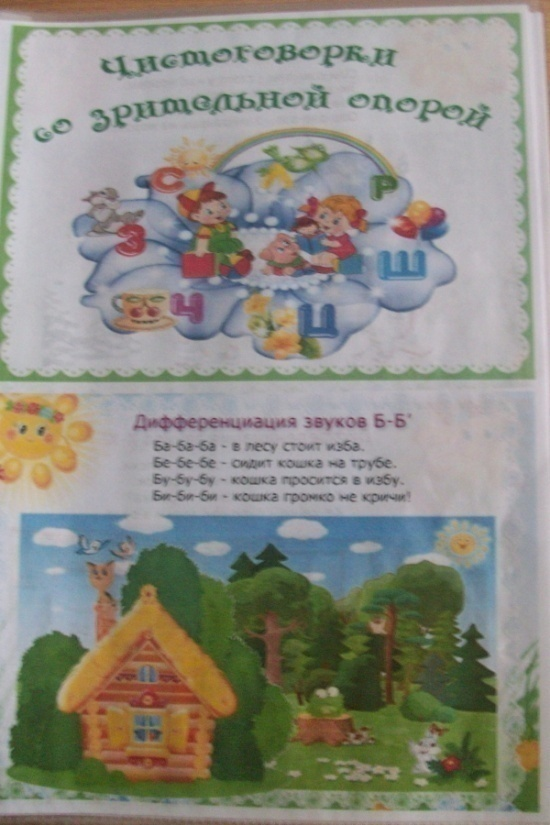 Чистоговорки
со зрительной опорой
С
Л
Р
З
Ш
Ч
Ц
Дифференциация звуков Б-Б'
Ба-ба-ба - в лесу стоит изба.
Бе-бе-бе - сидит кошка на трубе.
Бу-бу-бу - кошка просится в избу.
Би-би-би - кошка громко не кричи!